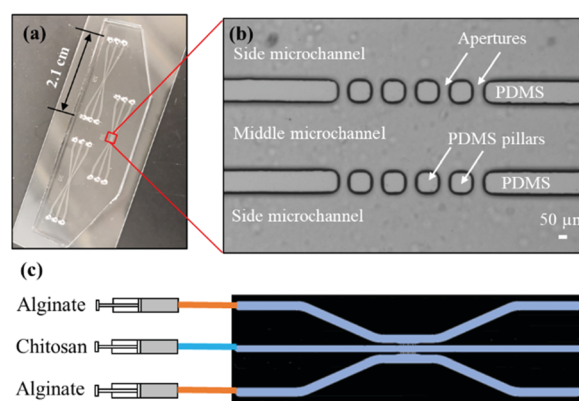 (a)
2.1 cm
(b)
Side microchannel
Apertures
PDMS
Middle microchannel
PDMS pillars
PDMS
Side microchannel
50 µm
(c)
Alginate
Chitosan
Alginate